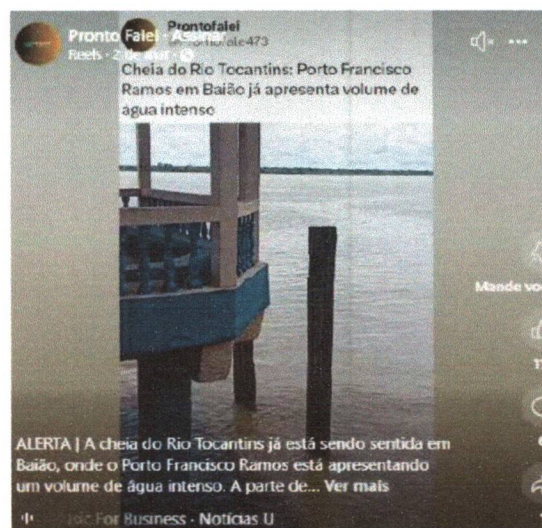 Prontofalei
Pronto Falei · Assinar
Reels ·
Cheia do Rio Tocantins: Porto Francisco
Ramos em Baião já apresenta volume de
água intenso
Mande
ALERTA | A cheia do Rio Tocantins já está sendo sentida em
Baião, onde o Porto Francisco Ramos está apresentando
um volume de água intenso. A parte de... Ver mais
For Business · Notícias U